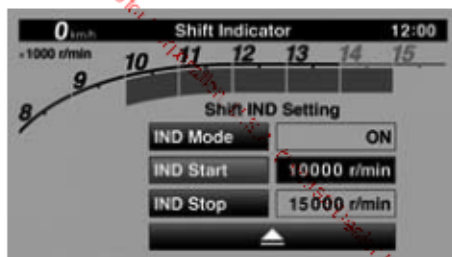 0 km/h Shift Indicator 12:00
×1000 r/min
8 9 10 11 12 13 14 15
Shift IND Setting
IND Mode ON
IND Start 10000 r/min
IND Stop 15000 r/min